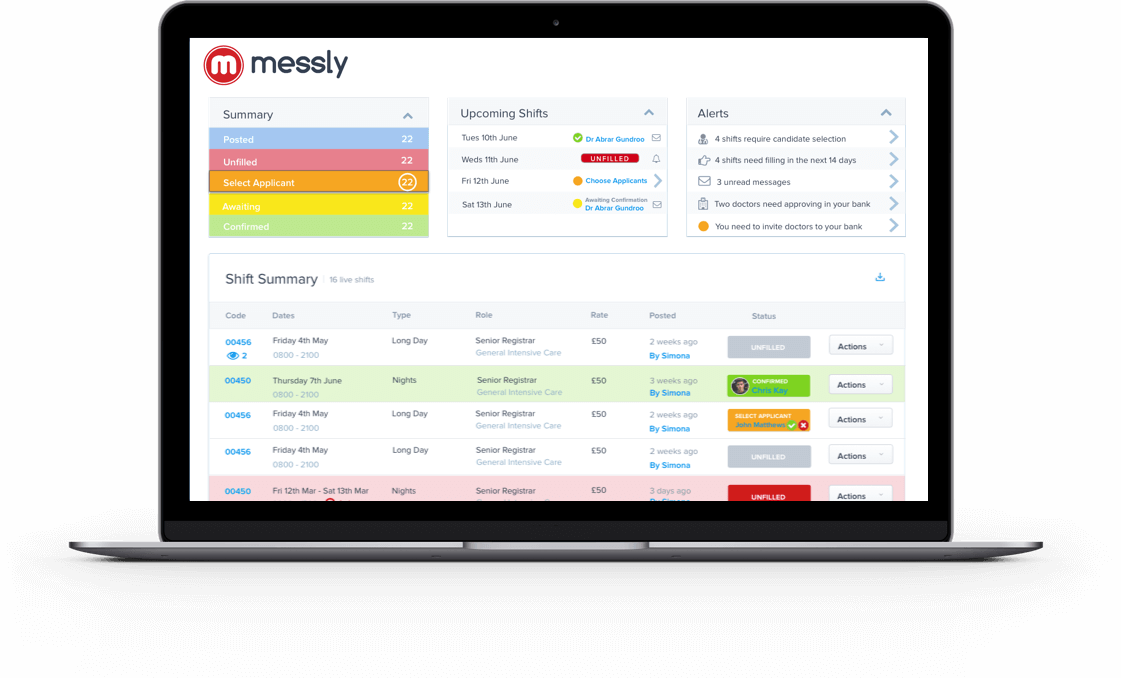 m messly
Summary
Posted 22
Unfilled 22
Select Applicant 22
Awaiting 22
Confirmed 22
Upcoming Shifts
Tues 10th June Dr Abrar Gundroo
Weds 11th June UNFILLED
Fri 12th June Choose Applicants
Sat 13th June Awaiting Confirmation
Dr Abrar Gundroo
Alerts
4 shifts require candidate selection
4 shifts need filling in the next 14 days
3 unread messages
Two doctors need approving in your bank
You need to invite doctors to your bank
Shift Summary 16 live shifts
Code Dates Type Role Rate Posted Status
00456 Friday 4th May Long Day Senior Registrar £50 2 weeks ago UNFILLED Actions
2 0800 - 2100 General Intensive Care By Simona
00450 Thursday 7th June Nights Senior Registrar £50 3 weeks ago CONFIRMED Actions
0800 - 2100 General Intensive Care By Simona Chris Kay
00456 Friday 4th May Long Day Senior Registrar £50 2 weeks ago SELECT APPLICANT Actions
0800 - 2100 General Intensive Care By Simona John Matthews
00456 Friday 4th May Long Day Senior Registrar £50 2 weeks ago UNFILLED Actions
0800 - 2100 General Intensive Care By Simona
00450 Fri 12th Mar - Sat 13th Mar Nights Senior Registrar £50 3 days ago UNFILLED Actions